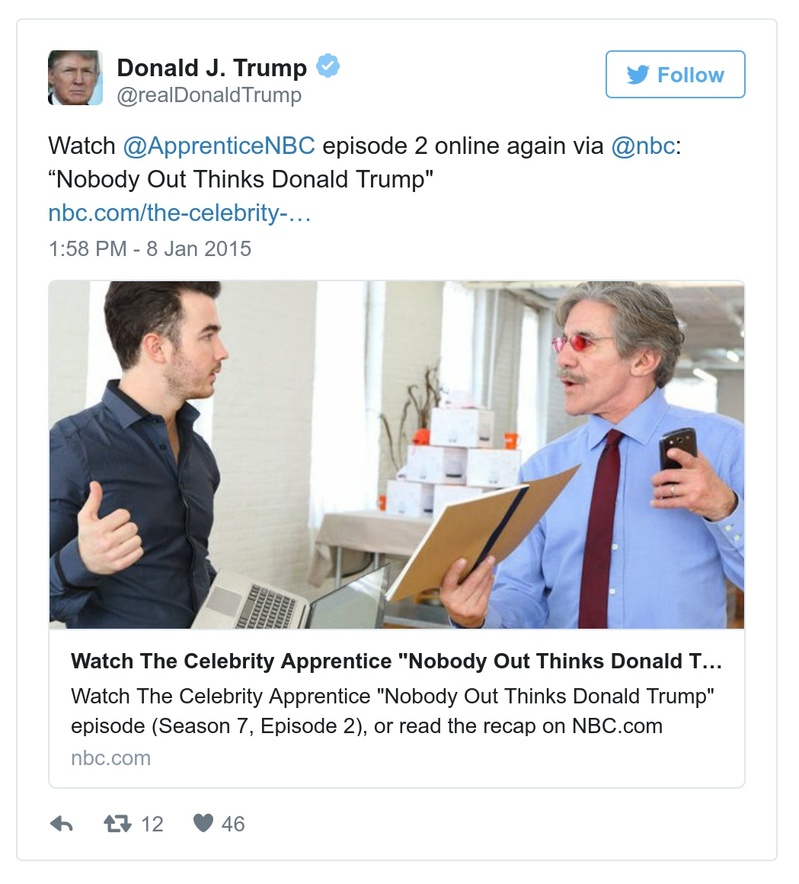 Donald J. Trump
@realDonaldTrump
Follow
Watch @ApprenticeNBC episode 2 online again via @nbc:
“Nobody Out Thinks Donald Trump"
nbc.com/the-celebrity-…
1:58 PM - 8 Jan 2015
Watch The Celebrity Apprentice "Nobody Out Thinks Donald T…
Watch The Celebrity Apprentice "Nobody Out Thinks Donald Trump"
episode (Season 7, Episode 2), or read the recap on NBC.com
nbc.com
12
46